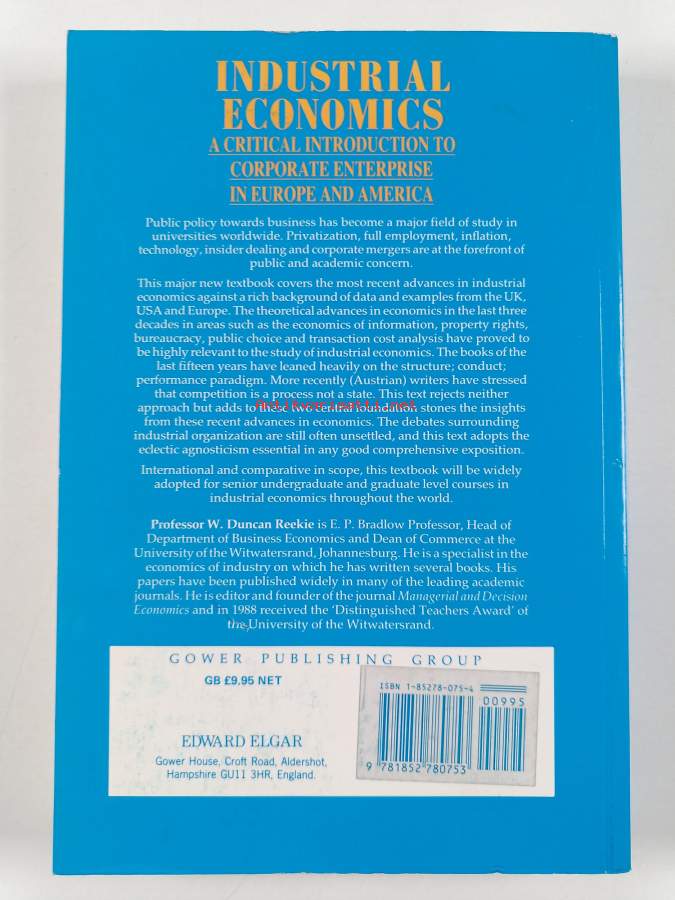 INDUSTRIAL
ECONOMICS
A CRITICAL INTRODUCTION TO
CORPORATE ENTERPRISE
IN EUROPE AND AMERICA
Public policy towards business has become a major field of study in
universities worldwide. Privatization, full employment, inflation,
technology, insider dealing and corporate mergers are at the forefront of
public and academic concern.
This major new textbook covers the most recent advances in industrial
economics against a rich background of data and examples from the UK,
USA and Europe. The theoretical advances in economics in the last three
decades in areas such as the economics of information, property rights,
bureaucracy, public choice and transaction cost analysis have proved to
be highly relevant to the study of industrial economics. The books of the
last fifteen years have leaned heavily on the structure; conduct;
performance paradigm. More recently (Austrian) writers have stressed
that competition is a process not a state. This text rejects neither
Antikvariaatti.net
approach but adds to these two central foundation stones the insights
from these recent advances in economics. The debates surrounding
industrial organization are still often unsettled, and this text adopts the
eclectic agnosticism essential in any good comprehensive exposition.
International and comparative in scope, this textbook will be widely
adopted for senior undergraduate and graduate level courses in
industrial economics throughout the world.
Professor W. Duncan Reekie is E. P. Bradlow Professor, Head of
Department of Business Economics and Dean of Commerce at the
University of the Witwatersrand, Johannesburg. He is a specialist in the
economics of industry on which he has written several books. His
papers have been published widely in many of the leading academic
journals. He is editor and founder of the journal Managerial and Decision
Economics and in 1988 received the 'Distinguished Teachers Award' of
the University of the Witwatersrand.
GOWER PUBLISHING GROUP
GB £9.95 NET
ISBN 1-85278-075-4
00995
9 781852 780753
EDWARD ELGAR
Gower House, Croft Road, Aldershot,
Hampshire GU11 3HR, England.